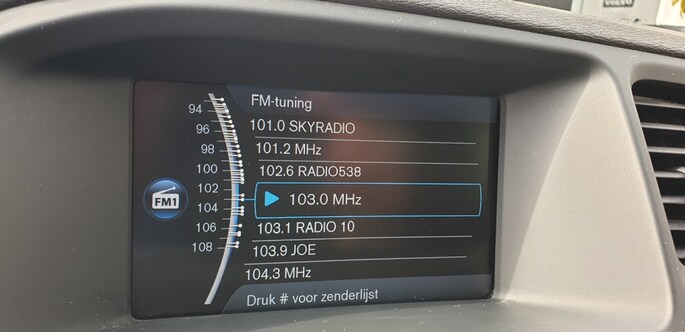 VOLVO
FM-tuning
94
96
98
100
102
104
106
108
FM1
101.0 SKYRADIO
101.2 MHz
102.6 RADIO538
103.0 MHz
103.1 RADIO 10
103.9 JOE
104.3 MHz
Druk # voor zenderlijst